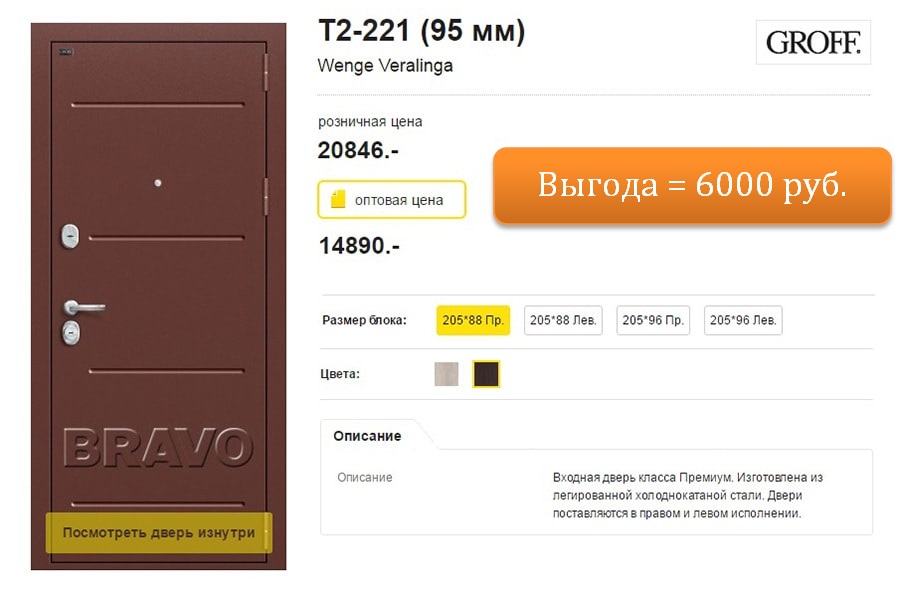 T2-221 (95 мм)
Wenge Veralinga
GROFF.
розничная цена
20846.-
Выгода = 6000 руб.
оптовая цена
14890.-
Размер блока: 205*88 Пр. 205*88 Лев. 205*96 Пр. 205*96 Лев.
Цвета:
BRAVO
Посмотреть дверь изнутри
Описание
Описание
Входная дверь класса Премиум. Изготовлена из
легированной холоднокатаной стали. Двери
поставляются в правом и левом исполнении.